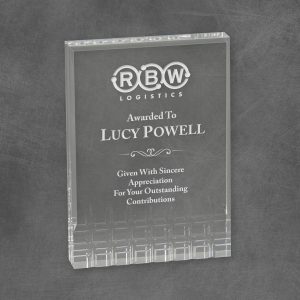 RBW
LOGISTICS
Awarded To
LUCY POWELL
Given With Sincere
Appreciation
For Your Outstanding
Contributions